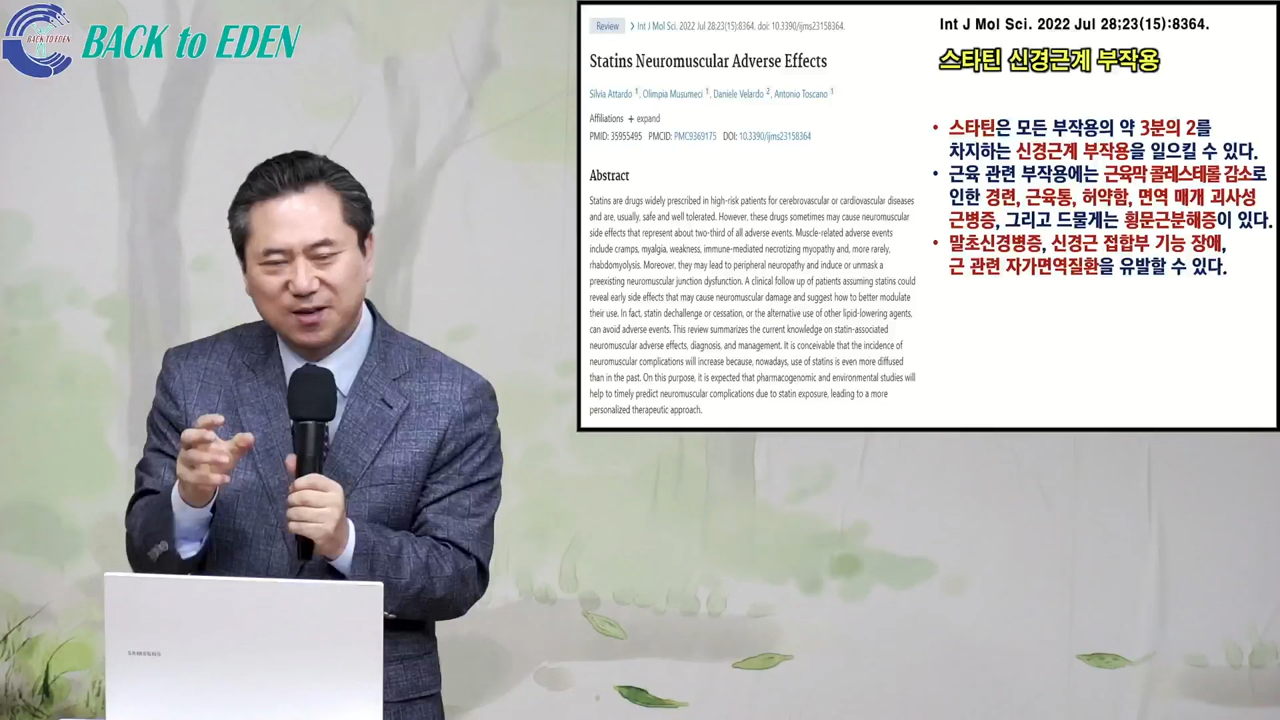 BACK TO EDEN
BACK to EDEN
Review
> Int J Mol Sci. 2022 Jul 28;23(15):8364. doi: 10.3390/ijms23158364.
Statins Neuromuscular Adverse Effects
Silvia Attardo 1, Olimpia Musumeci 1, Daniele Velardo 2, Antonio Toscano 1
Affiliations + expand
PMID: 35955495 PMCID: PMC9369175 DOI: 10.3390/ijms23158364
Abstract
Statins are drugs widely prescribed in high-risk patients for cerebrovascular or cardiovascular diseases
and are, usually, safe and well tolerated. However, these drugs sometimes may cause neuromuscular
side effects that represent about two-third of all adverse events. Muscle-related adverse events
include cramps, myalgia, weakness, immune-mediated necrotizing myopathy and, more rarely,
rhabdomyolysis. Moreover, they may lead to peripheral neuropathy and induce or unmask a
preexisting neuromuscular junction dysfunction. A clinical follow up of patients assuming statins could
reveal early side effects that may cause neuromuscular damage and suggest how to better modulate
their use. In fact, statin dechallenge or cessation, or the alternative use of other lipid-lowering agents,
can avoid adverse events. This review summarizes the current knowledge on statin-associated
neuromuscular adverse effects, diagnosis, and management. It is conceivable that the incidence of
neuromuscular complications will increase because, nowadays, use of statins is even more diffused
than in the past. On this purpose, it is expected that pharmacogenomic and environmental studies will
help to timely predict neuromuscular complications due to statin exposure, leading to a more
personalized therapeutic approach.
Int J Mol Sci. 2022 Jul 28;23(15):8364.
스타틴 신경근계 부작용
• 스타틴은 모든 부작용의 약 3분의 2를
차지하는 신경근계 부작용을 일으킬 수 있다.
• 근육 관련 부작용에는 근육막 콜레스테롤 감소로
인한 경련, 근육통, 허약함, 면역 매개 괴사성
근병증, 그리고 드물게는 횡문근분해증이 있다.
• 말초신경병증, 신경근 접합부 기능 장애,
근 관련 자가면역질환을 유발할 수 있다.
SAMSUNG